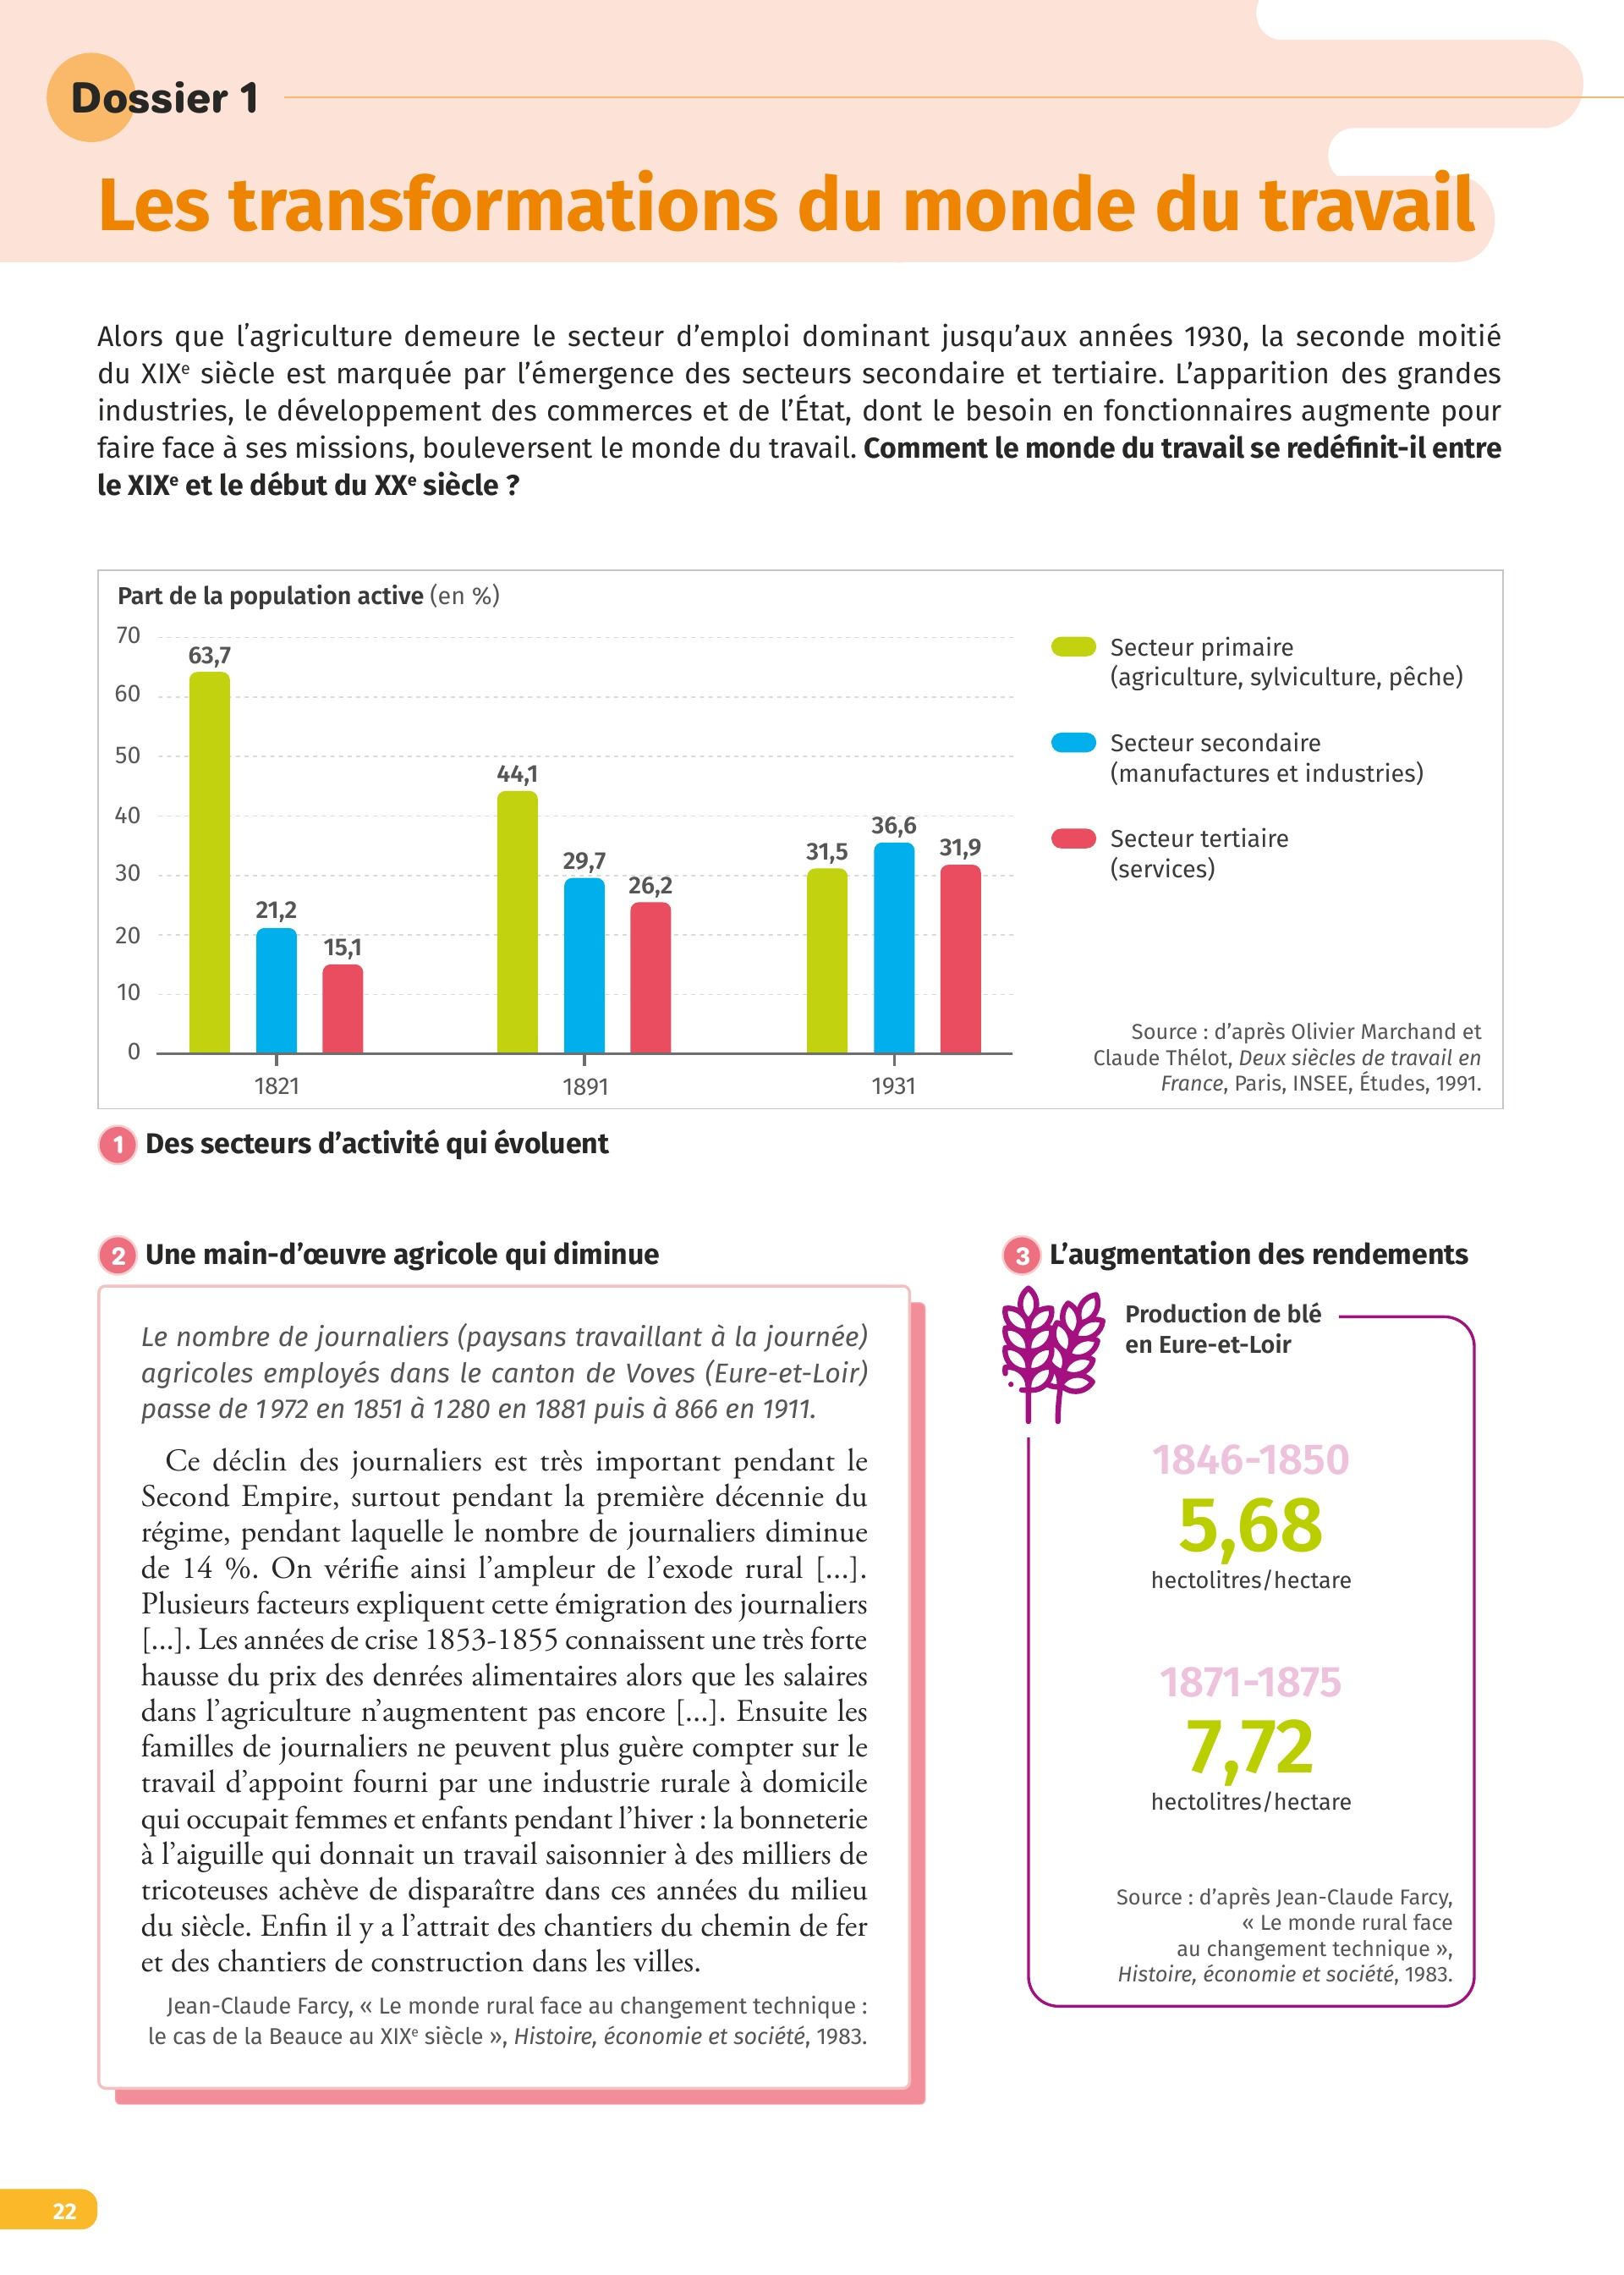 Dossier 1
Les transformations du monde du travail
Alors que l’agriculture demeure le secteur d’emploi dominant jusqu’aux années 1930, la seconde moitié
du XIXe siècle est marquée par l’émergence des secteurs secondaire et tertiaire. L’apparition des grandes
industries, le développement des commerces et de l’État, dont le besoin en fonctionnaires augmente pour
faire face à ses missions, bouleversent le monde du travail. Comment le monde du travail se redéfinit-il entre
le XIXe et le début du XXe siècle ?
Part de la population active (en %)
70
60
50
40
30
20
10
0
63,7
21,2
15,1
44,1
29,7
26,2
31,5
36,6
31,9
1821
1891
1931
Secteur primaire
(agriculture, sylviculture, pêche)
Secteur secondaire
(manufactures et industries)
Secteur tertiaire
(services)
Source : d’après Olivier Marchand et
Claude Thélot, Deux siècles de travail en
France, Paris, INSEE, Études, 1991.
1 Des secteurs d’activité qui évoluent
2 Une main-d’œuvre agricole qui diminue
Le nombre de journaliers (paysans travaillant à la journée)
agricoles employés dans le canton de Voves (Eure-et-Loir)
passe de 1 972 en 1851 à 1 280 en 1881 puis à 866 en 1911.
Ce déclin des journaliers est très important pendant le
Second Empire, surtout pendant la première décennie du
régime, pendant laquelle le nombre de journaliers diminue
de 14 %. On vérifie ainsi l’ampleur de l’exode rural [...].
Plusieurs facteurs expliquent cette émigration des journaliers
[...]. Les années de crise 1853-1855 connaissent une très forte
hausse du prix des denrées alimentaires alors que les salaires
dans l’agriculture n’augmentent pas encore [...]. Ensuite les
familles de journaliers ne peuvent plus guère compter sur le
travail d’appoint fourni par une industrie rurale à domicile
qui occupait femmes et enfants pendant l’hiver : la bonneterie
à l’aiguille qui donnait un travail saisonnier à des milliers de
tricoteuses achève de disparaître dans ces années du milieu
du siècle. Enfin il y a l’attrait des chantiers du chemin de fer
et des chantiers de construction dans les villes.
Jean-Claude Farcy, « Le monde rural face au changement technique :
le cas de la Beauce au XIXe siècle », Histoire, économie et société, 1983.
3 L’augmentation des rendements
Production de blé
en Eure-et-Loir
1846-1850
5,68
hectolitres/hectare
1871-1875
7,72
hectolitres/hectare
Source : d’après Jean-Claude Farcy,
« Le monde rural face
au changement technique »,
Histoire, économie et société, 1983.
22